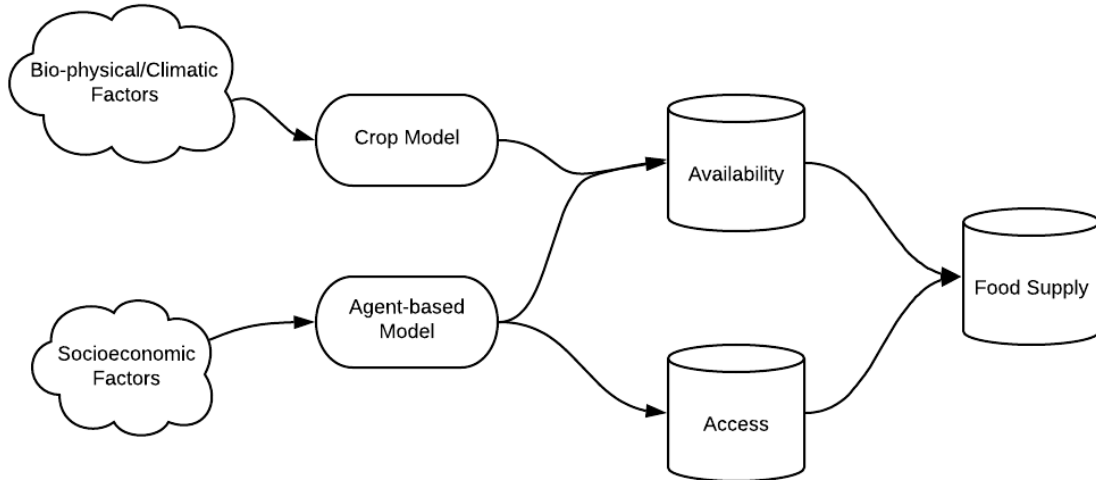 Bio-physical/Climatic
Factors
Crop Model
Availability
Food Supply
Agent-based
Model
Socioeconomic
Factors
Access